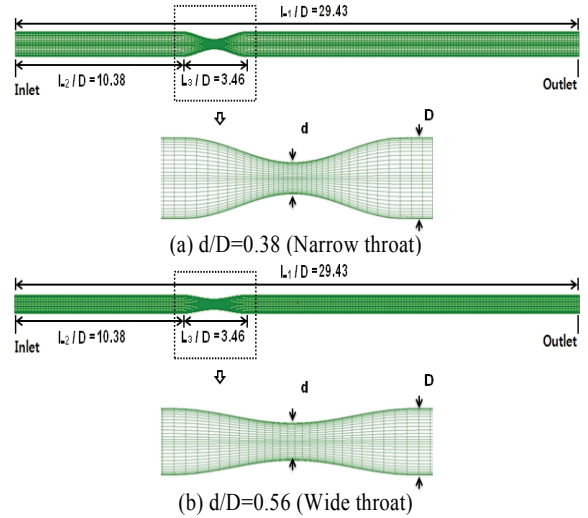 L₁/D = 29.43
L₂/D = 10.38
L₃/D = 3.46
Inlet
Outlet
d
D
(a) d/D=0.38 (Narrow throat)
L₁/D = 29.43
L₂/D = 10.38
L₃/D = 3.46
Inlet
Outlet
d
D
(b) d/D=0.56 (Wide throat)